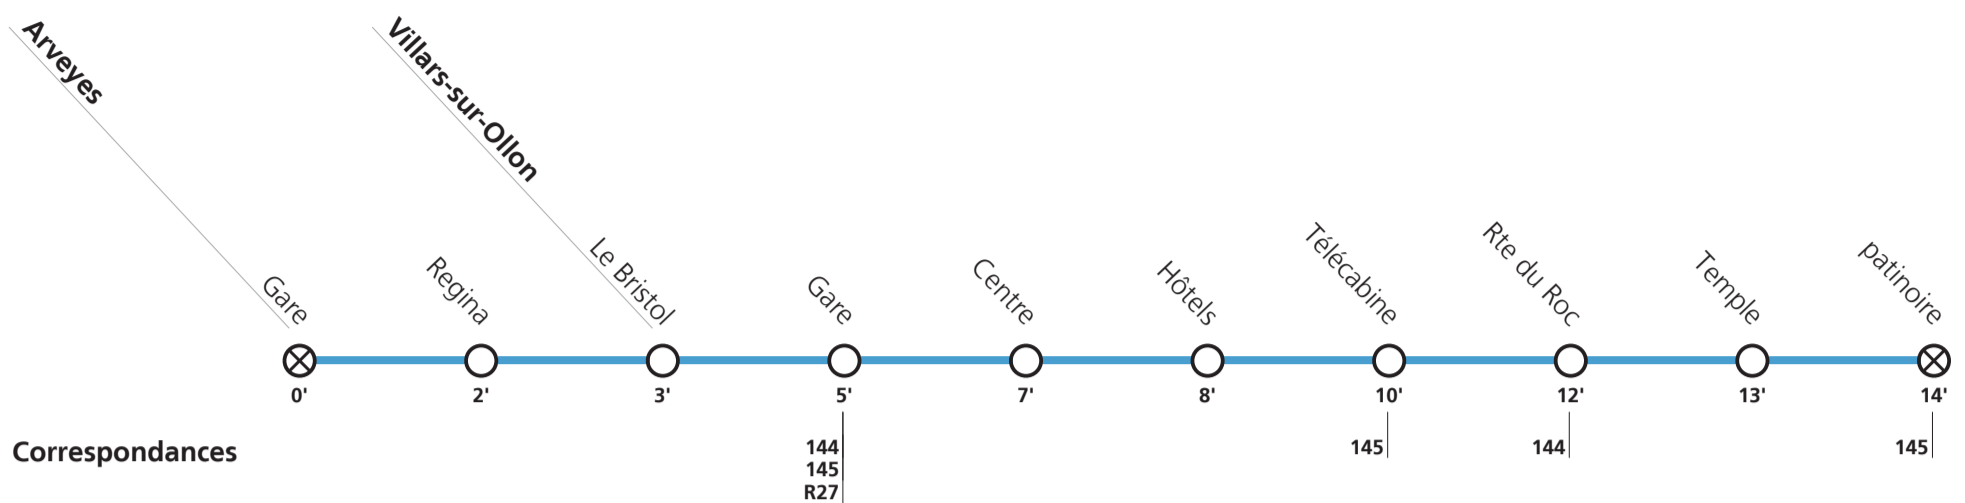 Arveyes
Villars-sur-Ollon
Gare
Regina
Le Bristol
Gare
Centre
Hôtels
Télécabine
Rte du Roc
Temple
patinoire
0' 2' 3' 5' 7' 8' 10' 12' 13' 14'
Correspondances
144 145 144 145
145
R27